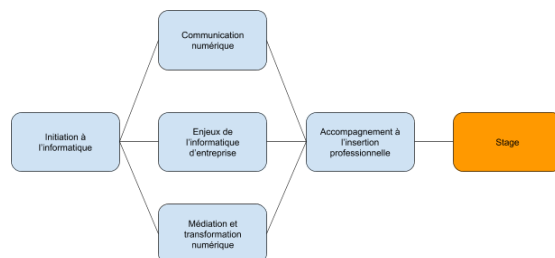 Communication
numérique
Initiation à
l'informatique
Enjeux de
l'informatique
d'entreprise
Accompagnement à
l'insertion
professionnelle
Stage
Médiation et
transformation
numérique